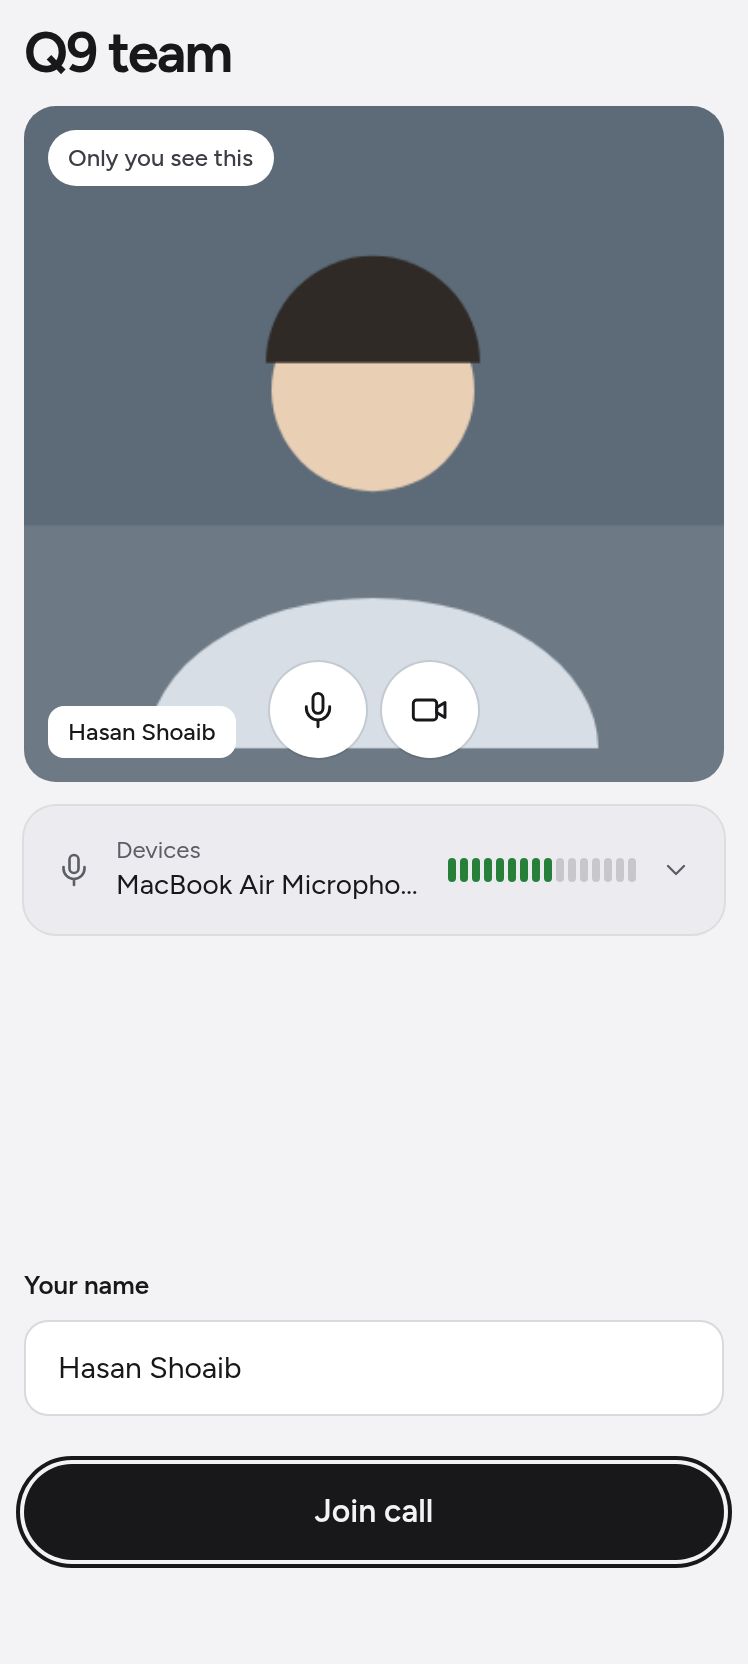 Q9 team
Only you see this
Hasan Shoaib
Devices
MacBook Air Micropho...
Your name
Hasan Shoaib
Join call